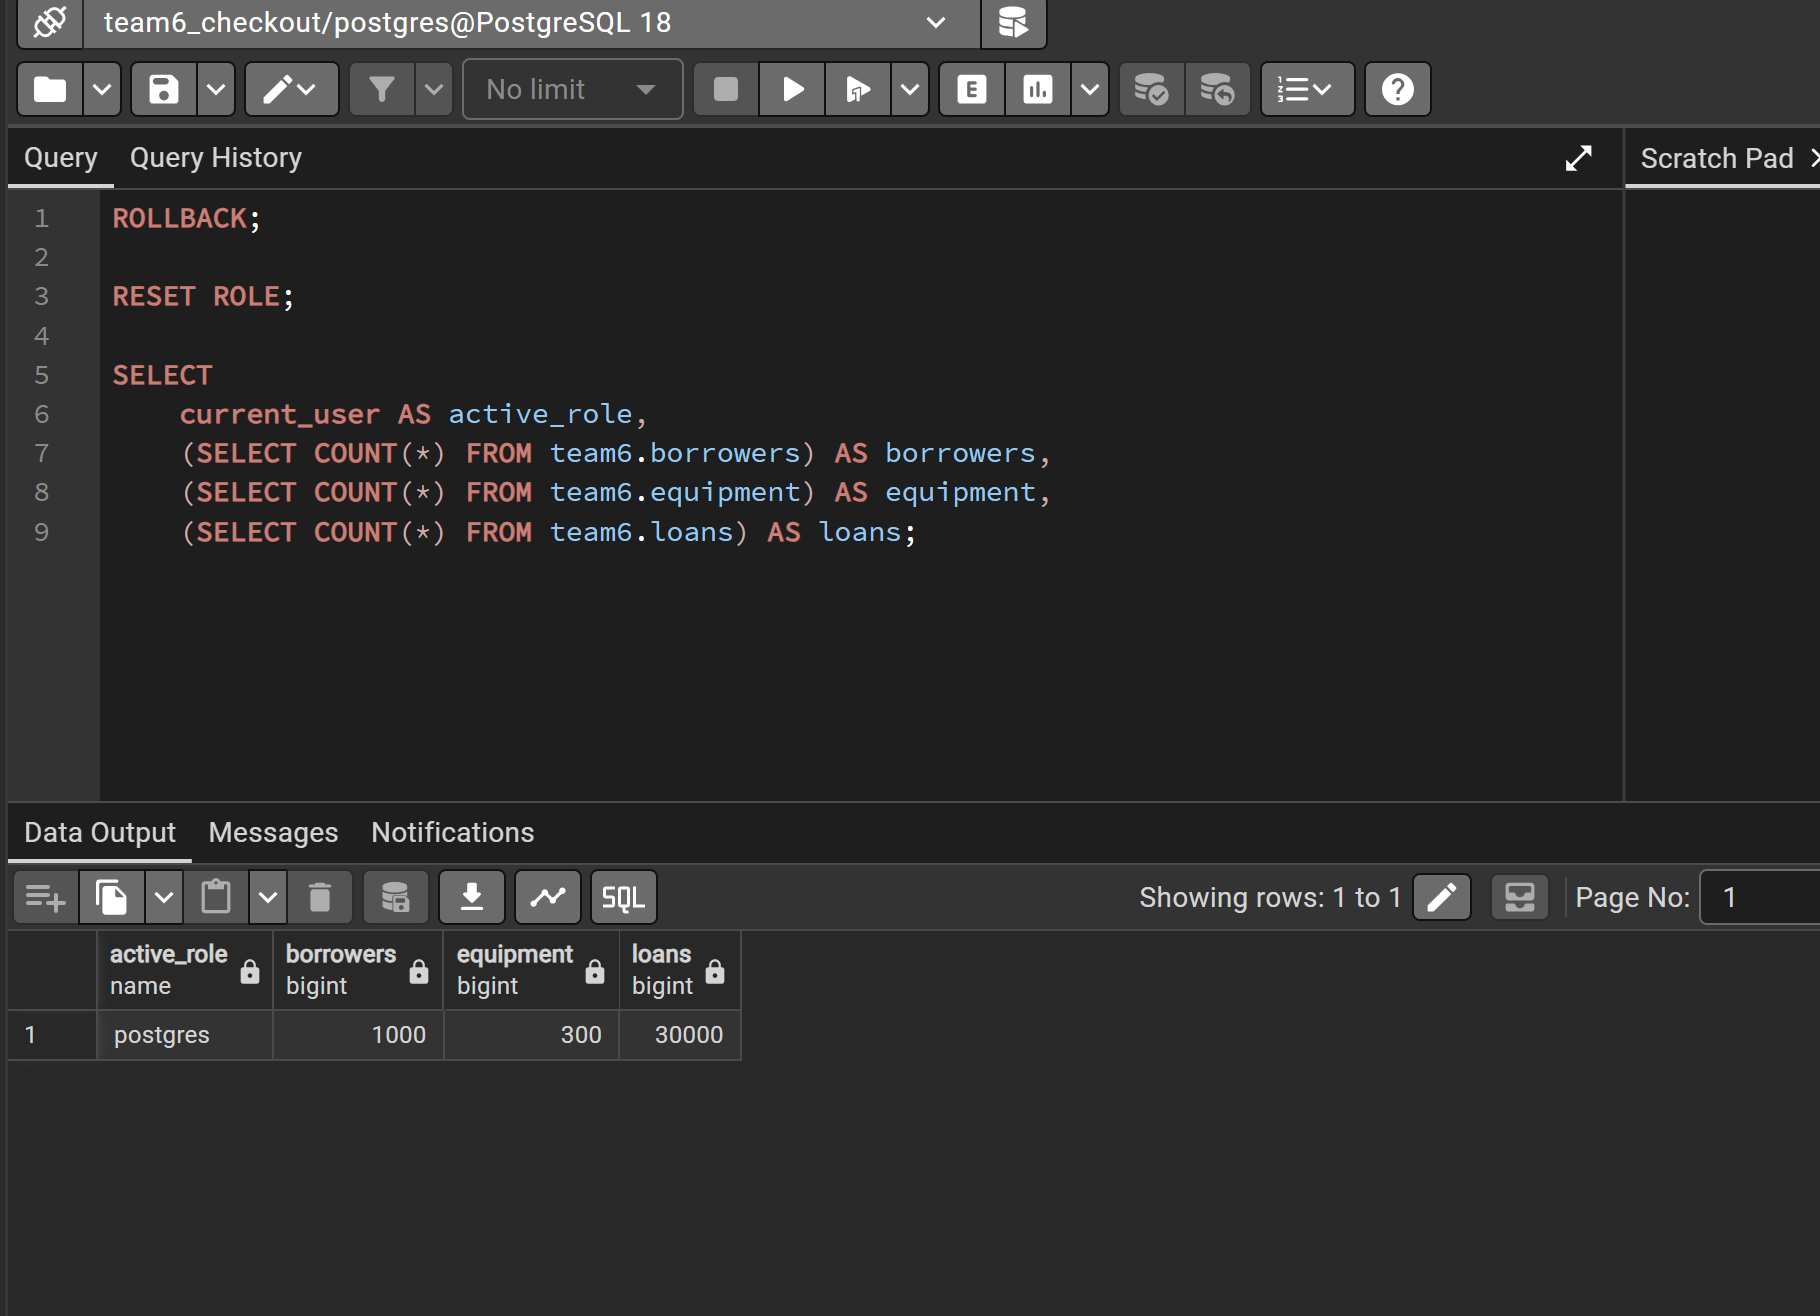 team6_checkout/postgres@PostgreSQL 18
No limit
E
Query Query History
Scratch Pad
1 ROLLBACK;
2
3 RESET ROLE;
4
5 SELECT
6 current_user AS active_role,
7 (SELECT COUNT(*) FROM team6.borrowers) AS borrowers,
8 (SELECT COUNT(*) FROM team6.equipment) AS equipment,
9 (SELECT COUNT(*) FROM team6.loans) AS loans;
Data Output Messages Notifications
SQL Showing rows: 1 to 1 Page No: 1
active_role borrowers equipment loans
name bigint bigint bigint
1 postgres 1000 300 30000